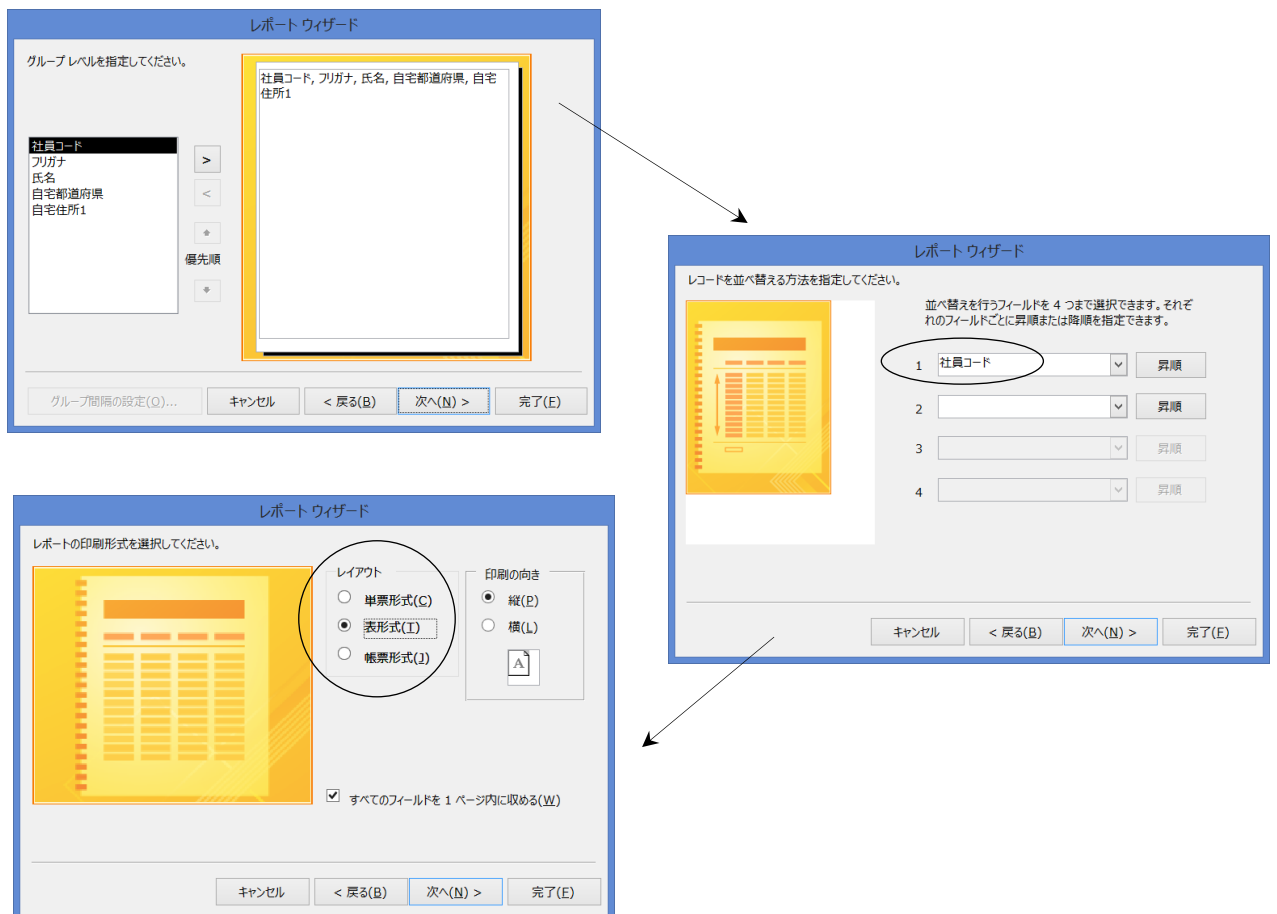 レポート ウィザード
グループ レベルを指定してください。
社員コード, フリガナ, 氏名, 自宅都道府県, 自宅
住所1
社員コード
フリガナ
氏名
自宅都道府県
自宅住所1
>
<
優先順
グループ間隔の設定(O)...
キャンセル
< 戻る(B)
次へ(N) >
完了(F)
レポート ウィザード
レコードを並べ替える方法を指定してください。
並べ替えを行うフィールドを 4 つまで選択できます。それぞ
れのフィールドごとに昇順または降順を指定できます。
1 社員コード 昇順
2 昇順
3 昇順
4 昇順
キャンセル
< 戻る(B)
次へ(N) >
完了(F)
レポート ウィザード
レポートの印刷形式を選択してください。
レイアウト
単票形式(C)
表形式(T)
帳票形式(J)
印刷の向き
縦(P)
横(L)
A
すべてのフィールドを 1 ページ内に収める(W)
キャンセル
< 戻る(B)
次へ(N) >
完了(F)